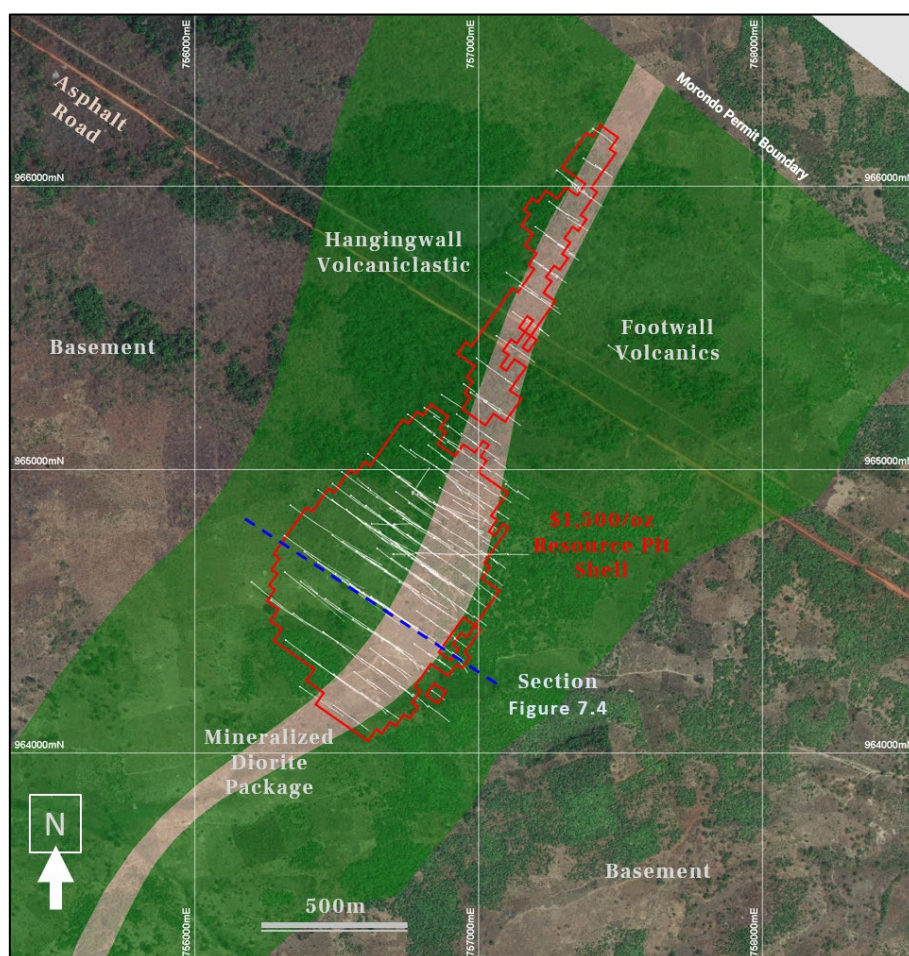 756000mE
757000mE
758000mE
Asphalt
Road
Morondo Permit Boundary
966000mN
966000mN
Hangingwall
Volcaniclastic
Footwall
Volcanics
Basement
965000mN
965000mN
$1,500/oz
Resource Pit
Shell
Section
Figure 7.4
Mineralized
Diorite
Package
964000mN
964000mN
N
Basement
500m
756000mE
757000mE
758000mE